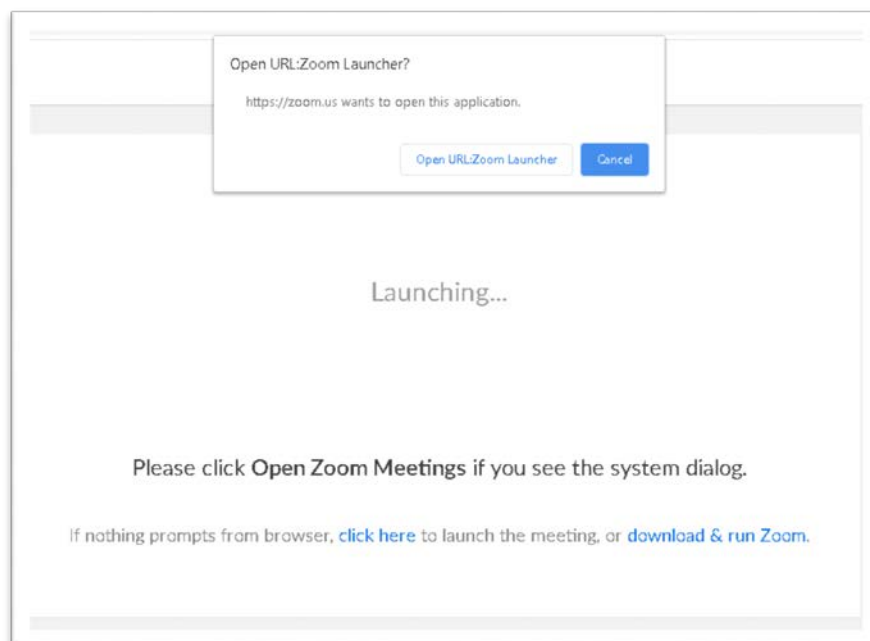 Open URL:Zoom Launcher?
https://zoom.us wants to open this application.
Open URL:Zoom Launcher Cancel
Launching...
Please click Open Zoom Meetings if you see the system dialog.
If nothing prompts from browser, click here to launch the meeting, or download & run Zoom.